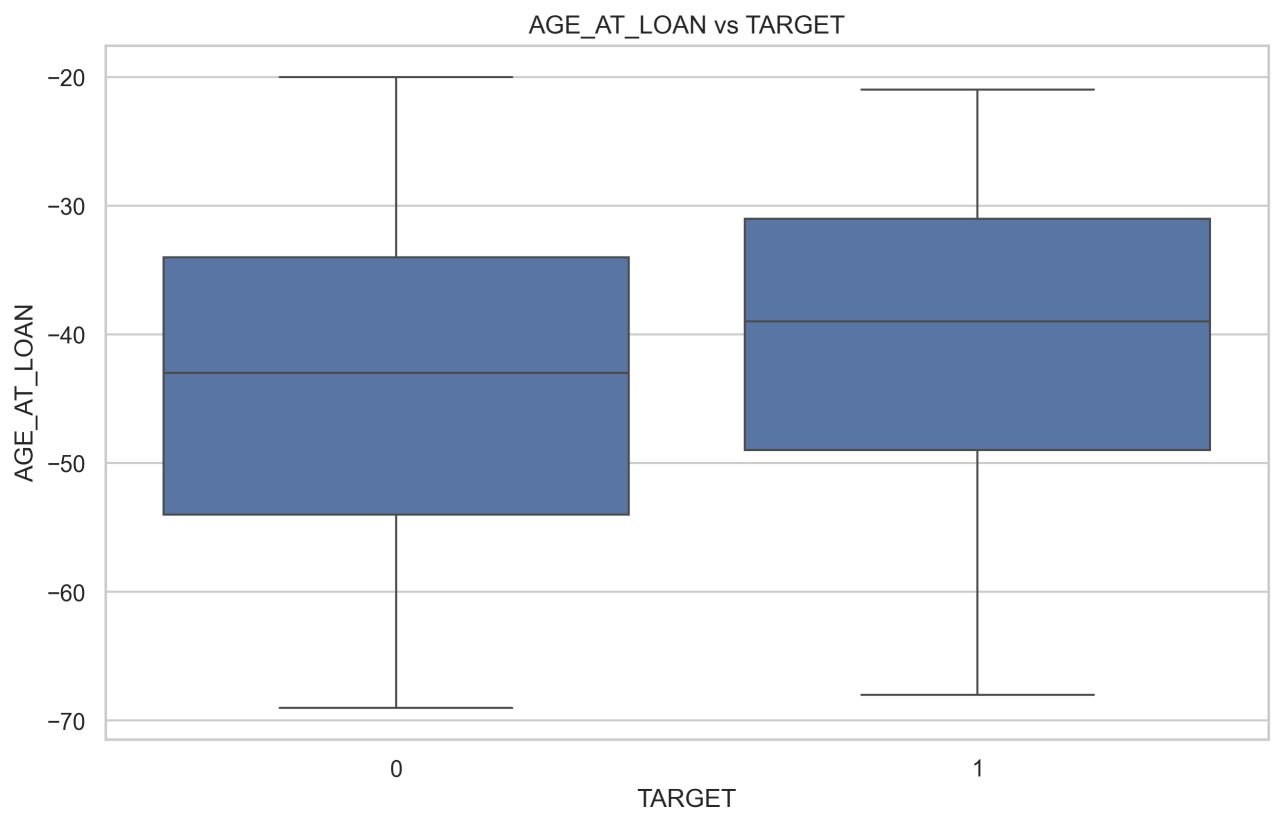 AGE_AT_LOAN vs TARGET
AGE_AT_LOAN
−20
−30
−40
−50
−60
−70
0
1
TARGET